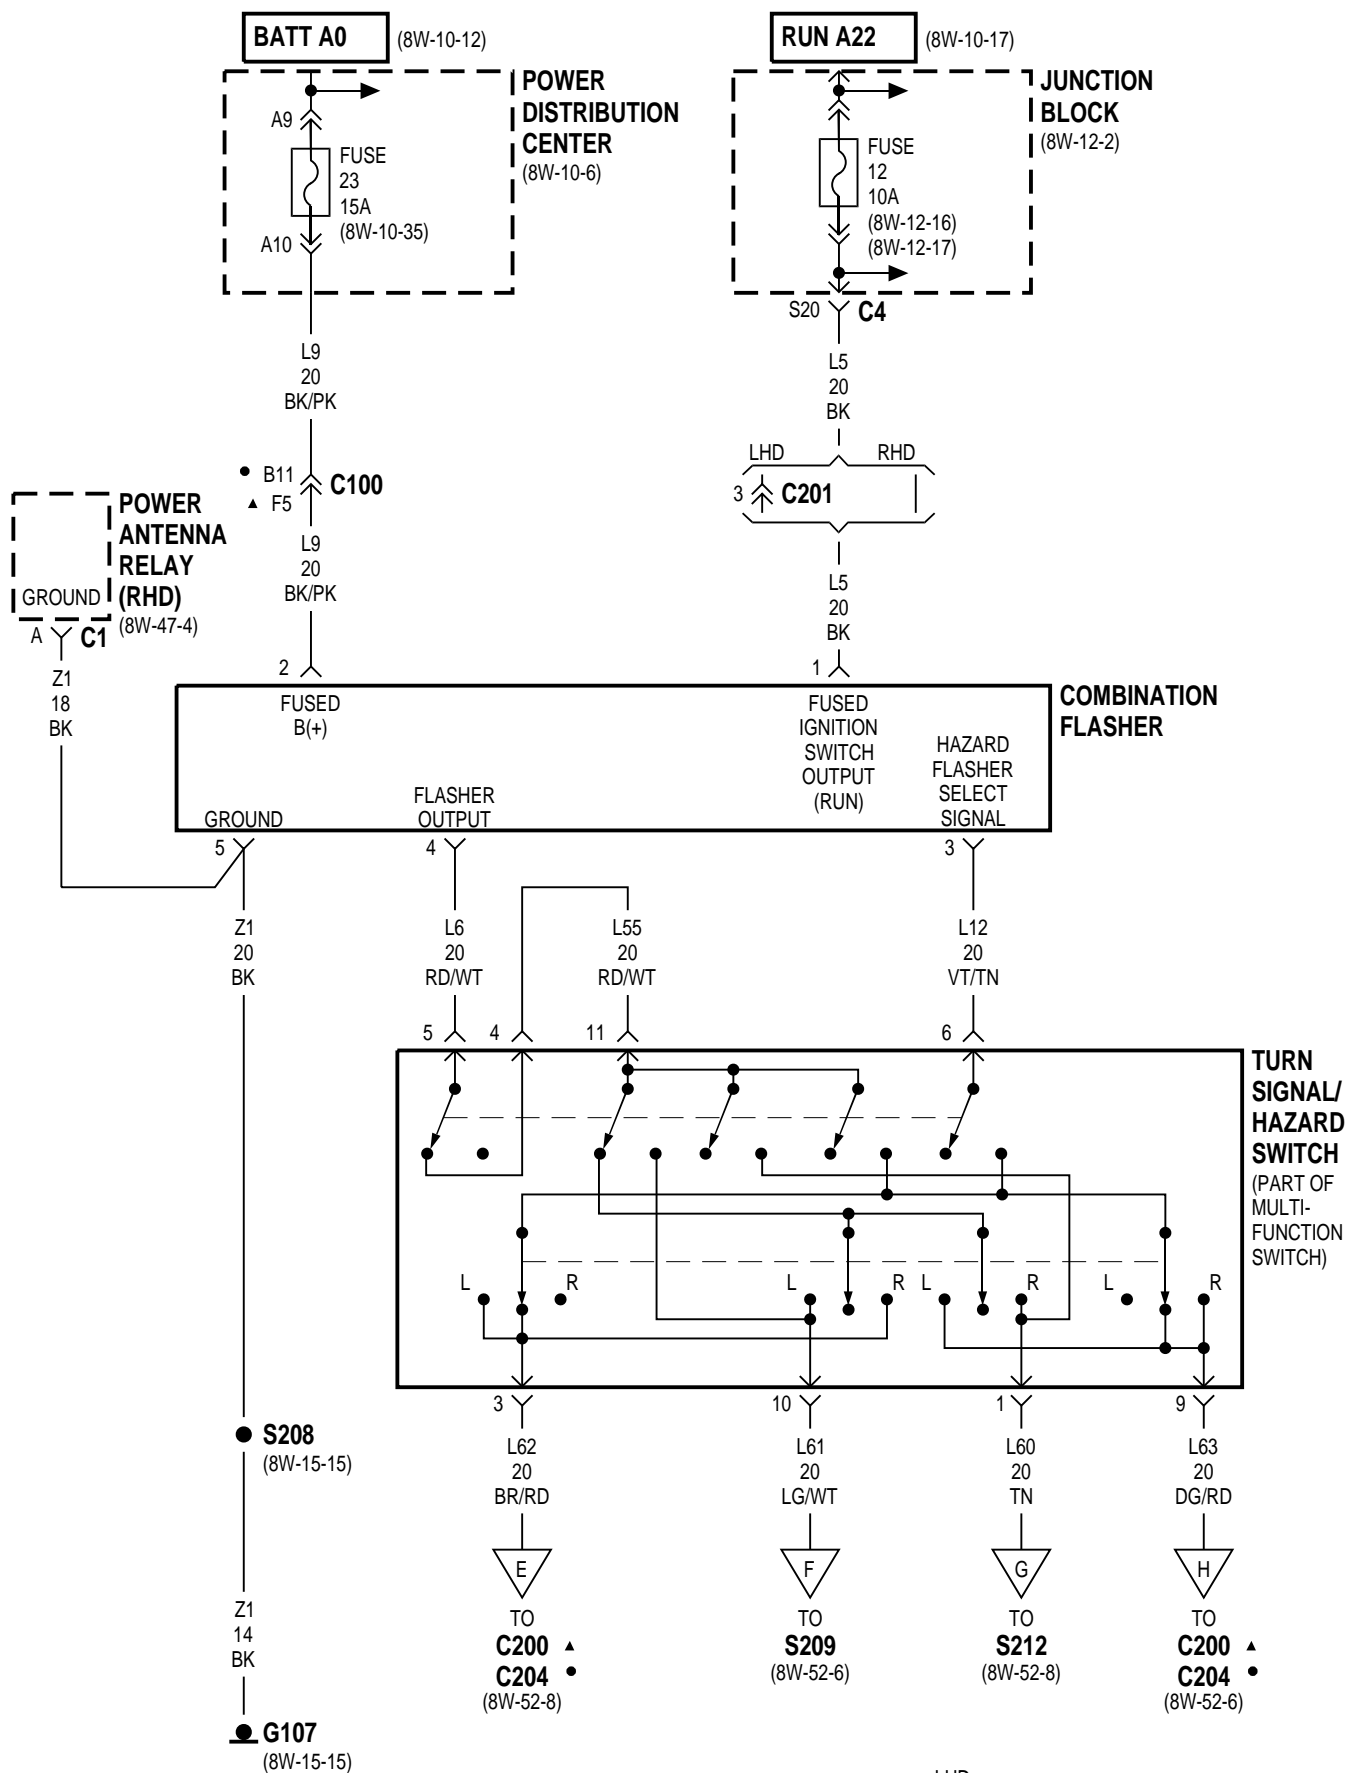 BATT A0
(8W-10-12)
RUN A22
(8W-10-17)
POWER
DISTRIBUTION
CENTER
(8W-10-6)
A9
FUSE
23
15A
(8W-10-35)
A10
JUNCTION
BLOCK
(8W-12-2)
FUSE
12
10A
(8W-12-16)
(8W-12-17)
S20
C4
L9
20
BK/PK
L5
20
BK
LHD
RHD
3
C201
B11
F5
C100
L9
20
BK/PK
L5
20
BK
POWER
ANTENNA
RELAY
(RHD)
(8W-47-4)
GROUND
A
C1
Z1
18
BK
2
1
COMBINATION
FLASHER
FUSED
B(+)
FUSED
IGNITION
SWITCH
OUTPUT
(RUN)
HAZARD
FLASHER
SELECT
SIGNAL
FLASHER
OUTPUT
GROUND
5
4
3
Z1
20
BK
L6
20
RD/WT
L55
20
RD/WT
L12
20
VT/TN
5
4
11
6
TURN
SIGNAL/
HAZARD
SWITCH
(PART OF
MULTI-
FUNCTION
SWITCH)
L
R
L
R
L
R
L
R
3
10
1
9
L62
20
BR/RD
L61
20
LG/WT
L60
20
TN
L63
20
DG/RD
E
F
G
H
TO
C200
C204
(8W-52-8)
TO
S209
(8W-52-6)
TO
S212
(8W-52-8)
TO
C200
C204
(8W-52-6)
S208
(8W-15-15)
Z1
14
BK
G107
(8W-15-15)